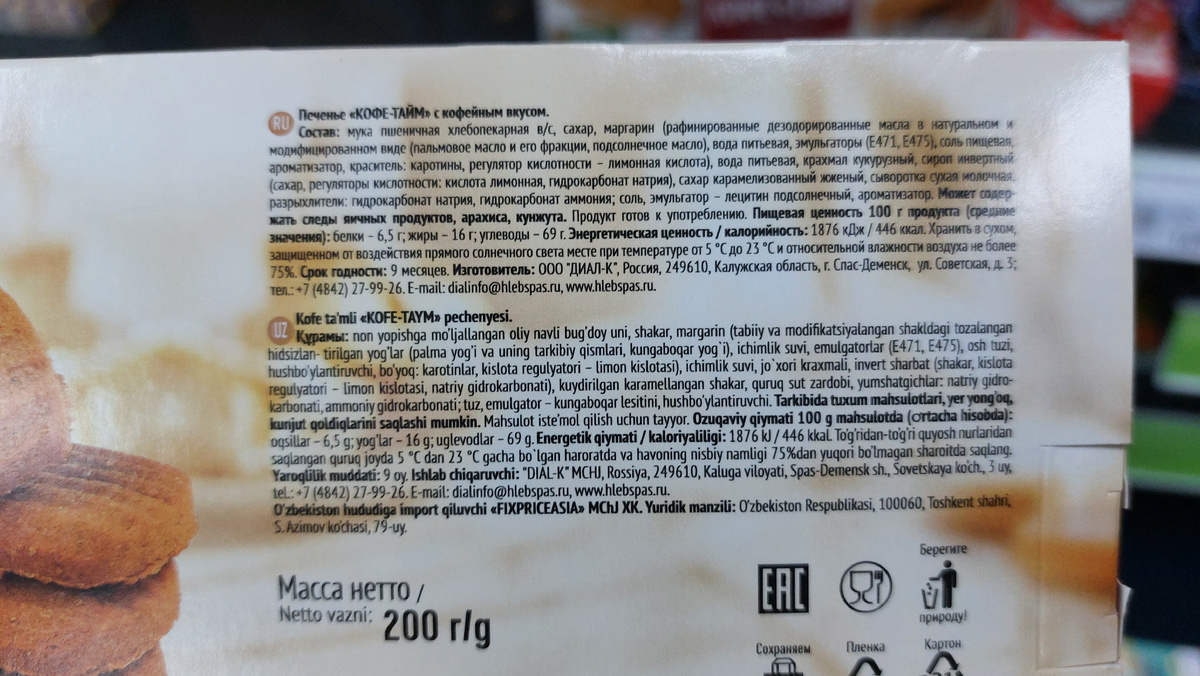 RU
Печенье «КОФЕ-ТАЙМ» с кофейным вкусом.
Состав: мука пшеничная хлебопекарная в/с, сахар, маргарин (рафинированные дезодорированные масла в натуральном и
модифицированном виде (пальмовое масло и его фракции, подсолнечное масло), вода питьевая, эмульгаторы (E471, E475), соль пищевая,
ароматизатор, краситель: каротины, регулятор кислотности – лимонная кислота), вода питьевая, крахмал кукурузный, сироп инвертный
(сахар, регуляторы кислотности: кислота лимонная, гидрокарбонат натрия), сахар карамелизованный жженый, сыворотка сухая молочная,
разрыхлители: гидрокарбонат натрия, гидрокарбонат аммония; соль, эмульгатор – лецитин подсолнечный, ароматизатор. Может содер-
жать следы яичных продуктов, арахиса, кунжута. Продукт готов к употреблению. Пищевая ценность 100 г продукта (средние
значения): белки – 6,5 г; жиры – 16 г; углеводы – 69 г. Энергетическая ценность / калорийность: 1876 кДж / 446 ккал. Хранить в сухом,
защищенном от воздействия прямого солнечного света месте при температуре от 5 °C до 23 °C и относительной влажности воздуха не более
75%. Срок годности: 9 месяцев. Изготовитель: ООО "ДИАЛ-К", Россия, 249610, Калужская область, г. Спас-Деменск, ул. Советская, д. 3;
тел.: +7 (4842) 27-99-26. E-mail: dialinfo@hlebspas.ru, www.hlebspas.ru.
UZ
Kofe ta'mli «KOFE-TAYM» pechenyesi.
Құрамы: non yopishga mo'ljallangan oliy navli bug'doy uni, shakar, margarin (tabiiy va modifikatsiyalangan shakldagi tozalangan
hidsizlan- tirilgan yog'lar (palma yog'i va uning tarkibiy qismlari, kungaboqar yog`i), ichimlik suvi, emulgatorlar (E471, E475), osh tuzi,
hushbo'ylantiruvchi, bo'yoq: karotinlar, kislota regulyatori – limon kislotasi), ichimlik suvi, jo`xori kraxmali, invert sharbat (shakar, kislota
regulyatori – limon kislotasi, natriy gidrokarbonati), kuydirilgan karamellangan shakar, quruq sut zardobi, yumshatgichlar: natriy gidro-
karbonati, ammoniy gidrokarbonati; tuz, emulgator – kungaboqar lesitini, hushbo'ylantiruvchi. Tarkibida tuxum mahsulotlari, yer yong'oq,
kunjut qoldiqlarini saqlashi mumkin. Mahsulot iste'mol qilish uchun tayyor. Ozuqaviy qiymati 100 g mahsulotda (o'rtacha hisobda):
oqsillar – 6,5 g; yog'lar – 16 g; uglevodlar – 69 g. Energetik qiymati / kaloriyaliligi: 1876 kJ / 446 kkal. To'g'ridan-to'g'ri quyosh nurlaridan
saqlangan quruq joyda 5 °C dan 23 °C gacha bo'lgan haroratda va havoning nisbiy namligi 75%dan yuqori bo'lmagan sharoitda saqlang.
Yaroqlilik muddati: 9 oy. Ishlab chiqaruvchi: "DIAL-K" MCHJ, Rossiya, 249610, Kaluga viloyati, Spas-Demensk sh., Sovetskaya ko'ch., 3 uy,
tel.: +7 (4842) 27-99-26. E-mail: dialinfo@hlebspas.ru, www.hlebspas.ru.
O'zbekiston hududiga import qiluvchi «FIXPRICEASIA» MChJ XK. Yuridik manzili: O'zbekiston Respublikasi, 100060, Toshkent shahri,
S. Azimov ko'chasi, 79-uy.
Масса нетто /
Netto vazni: 200 г/g
EAC
Берегите
природу!
Сохраняем
Пленка
Картон